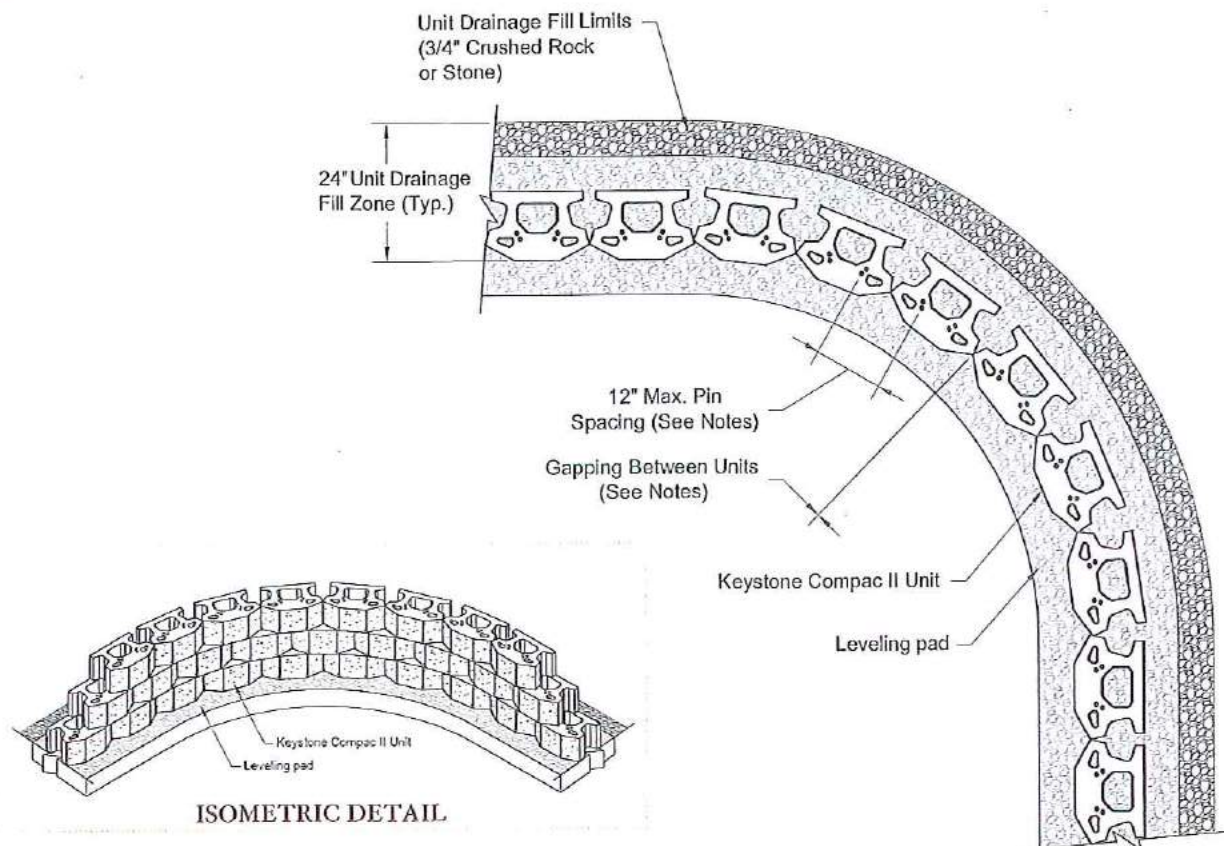 Unit Drainage Fill Limits
(3/4" Crushed Rock
or Stone)
24" Unit Drainage
Fill Zone (Typ.)
12" Max. Pin
Spacing (See Notes)
Gapping Between Units
(See Notes)
Keystone Compac II Unit
Leveling pad
Keystone Compac II Unit
Leveling pad
ISOMETRIC DETAIL